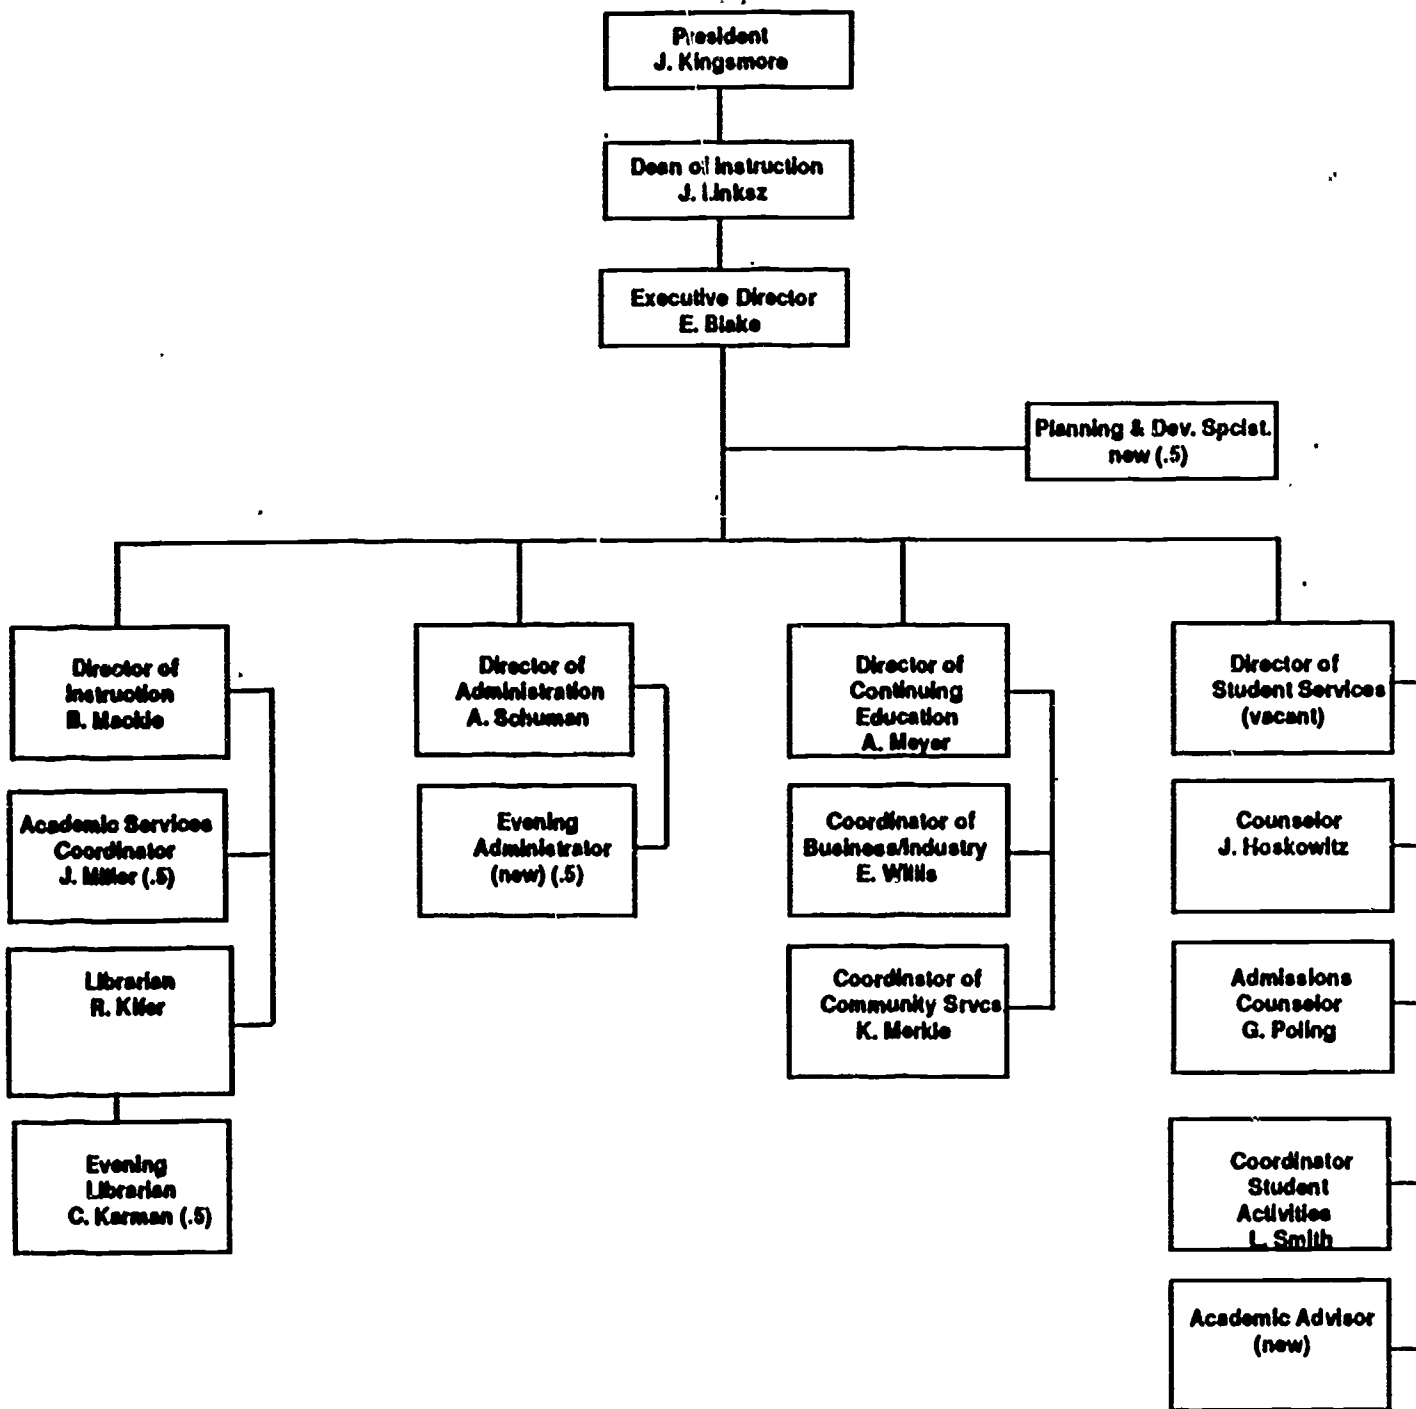 President
J. Kingsmore
Dean of Instruction
J. Linksz
Executive Director
E. Blake
Planning & Dev. Spclst.
new (.5)
Director of
Instruction
B. Mackie
Director of
Administration
A. Schuman
Director of
Continuing
Education
A. Meyer
Director of
Student Services
(vacant)
Academic Services
Coordinator
J. Miller (.5)
Evening
Administrator
(new) (.5)
Coordinator of
Business/Industry
E. Willis
Counselor
J. Hoskowitz
Librarian
R. Kifer
Coordinator of
Community Srvcs
K. Merkle
Admissions
Counselor
G. Poling
Evening
Librarian
C. Karman (.5)
Coordinator
Student
Activities
L. Smith
Academic Advisor
(new)